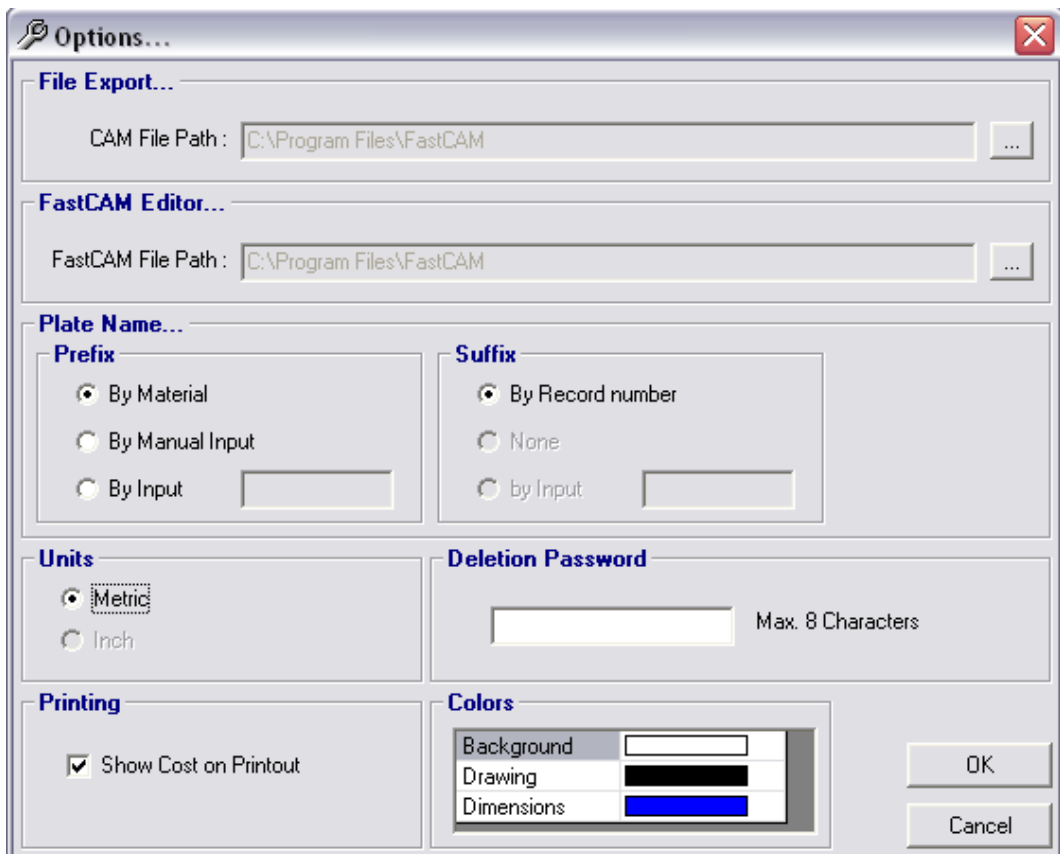 Options...
File Export...
CAM File Path : C:\Program Files\FastCAM ...
FastCAM Editor...
FastCAM File Path : C:\Program Files\FastCAM ...
Plate Name...
Prefix
By Material
By Manual Input
By Input
Suffix
By Record number
None
by Input
Units
Metric
Inch
Deletion Password
Max. 8 Characters
Printing
Show Cost on Printout
Colors
Background
Drawing
Dimensions
OK
Cancel